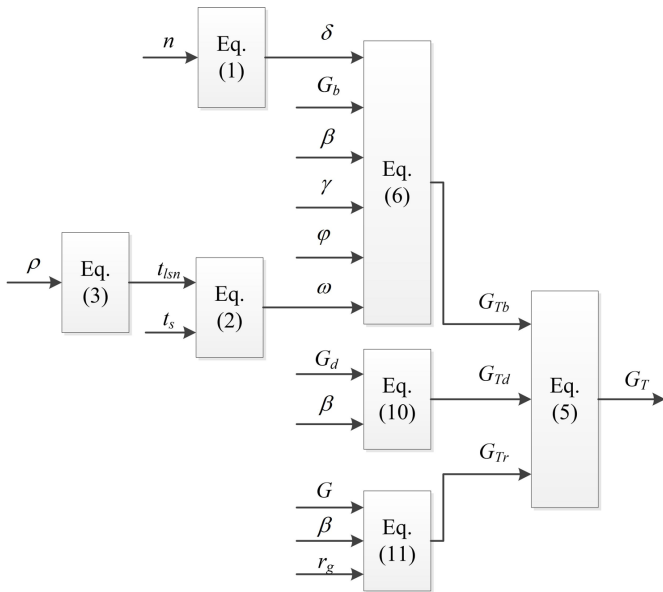 n
Eq.
(1)
δ
G_b
β
γ
φ
ω
Eq.
(6)
ρ
Eq.
(3)
t_lsn
t_s
Eq.
(2)
G_Tb
G_d
β
Eq.
(10)
G_Td
Eq.
(5)
G_T
G
β
r_g
Eq.
(11)
G_Tr